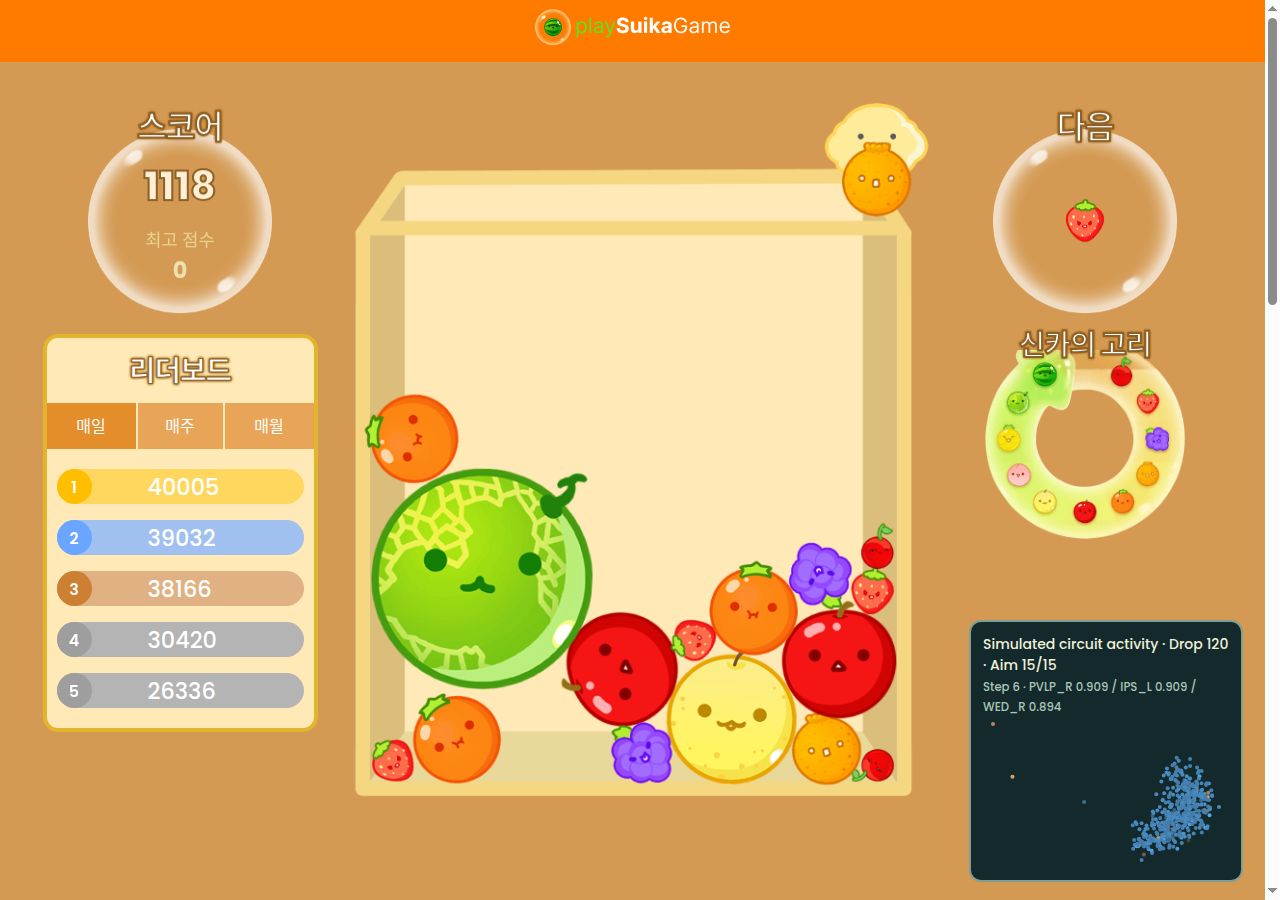 playSuikaGame
스코어
1118
최고 점수
0
리더보드
매일 매주 매월
1 40005
2 39032
3 38166
4 30420
5 26336
다음
신카의 고리
Simulated circuit activity · Drop 120
· Aim 15/15
Step 6 · PVLP_R 0.909 / IPS_L 0.909 /
WED_R 0.894